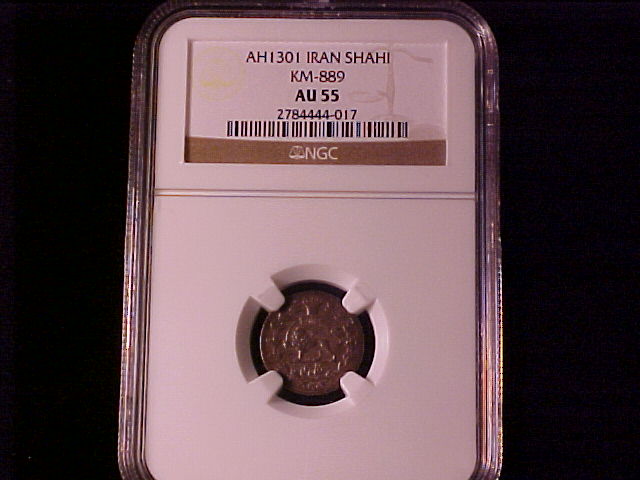 AH1301 IRAN SHAHI
KM-889
AU 55
2784444-017
NGC